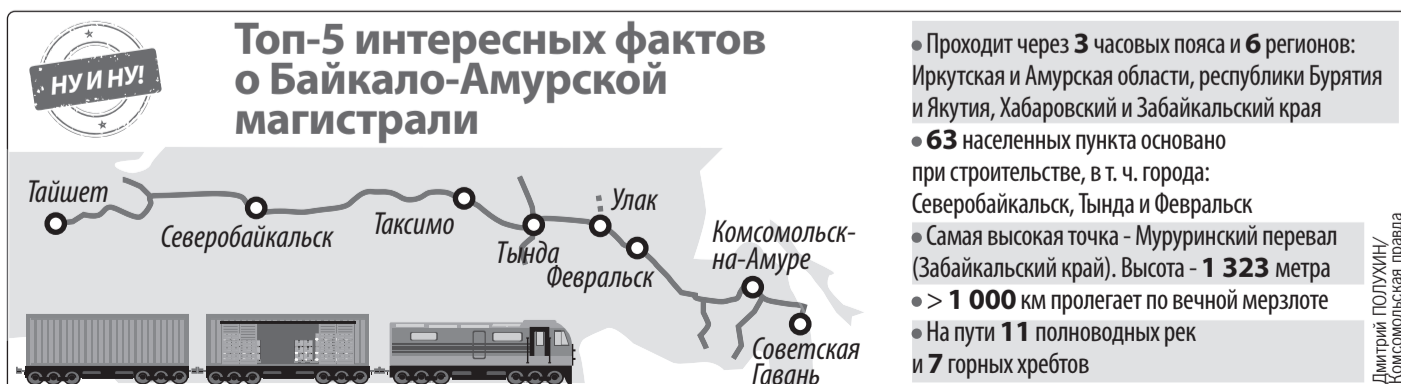 НУ И НУ!
Топ-5 интересных фактов
о Байкало-Амурской
магистрали
Тайшет
Северобайкальск
Таксимо
Тында
Улак
Февральск
Комсомольск-
на-Амуре
Советская
Гавань
• Проходит через 3 часовых пояса и 6 регионов:
Иркутская и Амурская области, республики Бурятия
и Якутия, Хабаровский и Забайкальский края
• 63 населенных пункта основано
при строительстве, в т. ч. города:
Северобайкальск, Тында и Февральск
• Самая высокая точка - Муруринский перевал
(Забайкальский край). Высота - 1 323 метра
• > 1 000 км пролегает по вечной мерзлоте
• На пути 11 полноводных рек
и 7 горных хребтов
Дмитрий ПОЛУХИН/
Комсомольская правда